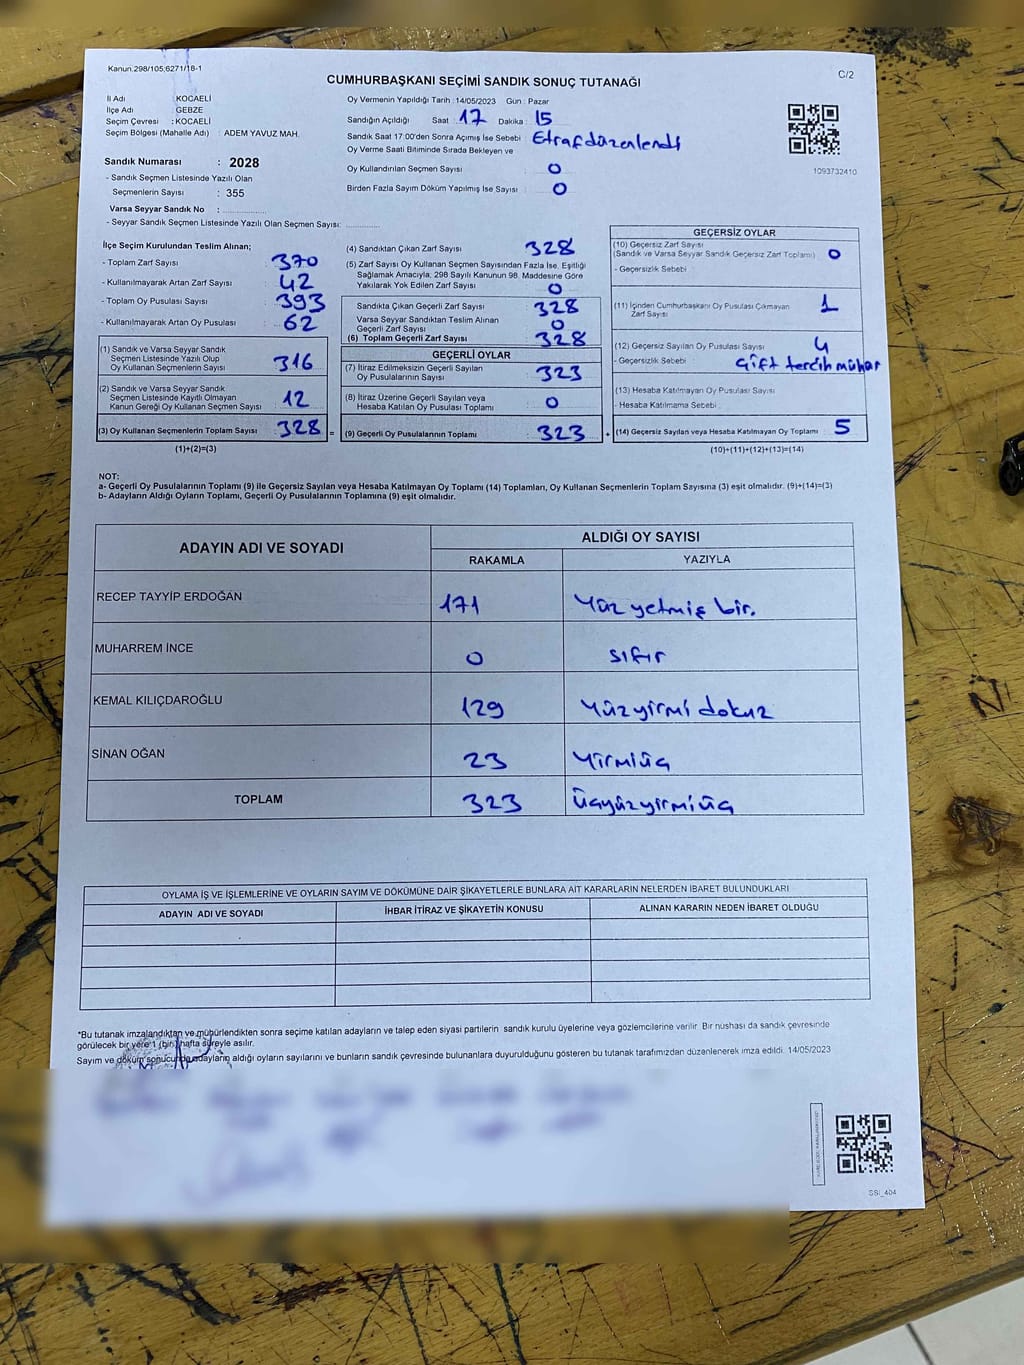 Kanun.298/105;6271/18-1
CUMHURBAŞKANI SEÇİMİ SANDIK SONUÇ TUTANAĞI
C/2
İl Adı : KOCAELİ
İlçe Adı : GEBZE
Seçim Çevresi : KOCAELİ
Seçim Bölgesi (Mahalle Adı) : ADEM YAVUZ MAH.
Oy Vermenin Yapıldığı Tarih :14/05/2023 Gün : Pazar
Sandığın Açıldığı Saat : 17 Dakika : 15
Sandık Saat 17:00'den Sonra Açımış İse Sebebi Etraf düzenlendi
Oy Verme Saati Bitiminde Sırada Bekleyen ve
Oy Kullandırılan Seçmen Sayısı : 0
Birden Fazla Sayım Döküm Yapılmış İse Sayısı : 0
1093732410
Sandık Numarası : 2028
- Sandık Seçmen Listesinde Yazılı Olan
Seçmenlerin Sayısı : 355
Varsa Seyyar Sandık No : ................
- Seyyar Sandık Seçmen Listesinde Yazılı Olan Seçmen Sayısı: ................
İlçe Seçim Kurulundan Teslim Alınan;
- Toplam Zarf Sayısı : 370
- Kullanılmayarak Artan Zarf Sayısı : 42
- Toplam Oy Pusulası Sayısı : 393
- Kullanılmayarak Artan Oy Pusulası : 62
(1) Sandık ve Varsa Seyyar Sandık
Seçmen Listesinde Yazılı Olup
Oy Kullanan Seçmen Sayısı : 316
(2) Sandık ve Varsa Seyyar Sandık
Seçmen Listesinde Kayıtlı Olmayan
Kanun Gereği Oy Kullanan Seçmen Sayısı : 12
(3) Oy Kullanan Seçmenlerin Toplam Sayısı : 328 =
(1)+(2)=(3)
(4) Sandıktan Çıkan Zarf Sayısı : 328
(5) Zarf Sayısı Oy Kullanan Seçmen Sayısından Fazla İse, Eşitliği
Sağlamak Amacıyla; 298 Sayılı Kanunun 98. Maddesine Göre
Yakılarak Yok Edilen Zarf Sayısı : 0
Sandıkta Çıkan Geçerli Zarf Sayısı : 328
Varsa Seyyar Sandıktan Teslim Alınan
Geçerli Zarf Sayısı : 0
(6) Toplam Geçerli Zarf Sayısı : 328
GEÇERLİ OYLAR
(7) İtiraz Edilmeksizin Geçerli Sayılan
Oy Pusulalarının Sayısı : 323
(8) İtiraz Üzerine Geçerli Sayılan veya
Hesaba Katılan Oy Pusulası Toplamı : 0
(9) Geçerli Oy Pusulalarının Toplamı : 323 +
GEÇERSİZ OYLAR
(10) Geçersiz Zarf Sayısı
(Sandık ve Varsa Seyyar Sandık Geçersiz Zarf Toplamı) : 0
- Geçersizlik Sebebi :
(11) İçinden Cumhurbaşkanı Oy Pusulası Çıkmayan
Zarf Sayısı : 1
(12) Geçersiz Sayılan Oy Pusulası Sayısı : 4
- Geçersizlik Sebebi : Çift tercih mühür
(13) Hesaba Katılmayan Oy Pusulası Sayısı :
- Hesaba Katılmama Sebebi :
(14) Geçersiz Sayılan veya Hesaba Katılmayan Oy Toplamı : 5
(10)+(11)+(12)+(13)=(14)
NOT:
a- Geçerli Oy Pusulalarının Toplamı (9) ile Geçersiz Sayılan veya Hesaba Katılmayan Oy Toplamı (14) Toplamları, Oy Kullanan Seçmenlerin Toplam Sayısına (3) eşit olmalıdır. (9)+(14)=(3)
b- Adayların Aldığı Oyların Toplamı, Geçerli Oy Pusulalarının Toplamına (9) eşit olmalıdır.
ADAYIN ADI VE SOYADI
ALDIĞI OY SAYISI
RAKAMLA YAZIYLA
RECEP TAYYİP ERDOĞAN 171 Yüz yetmiş bir.
MUHARREM İNCE 0 sıfır
KEMAL KILIÇDAROĞLU 129 Yüzyirmi dokuz
SİNAN OĞAN 23 Yirmiüç
TOPLAM 323 Üçyüzyirmiüç
OYLAMA İŞ VE İŞLEMLERİNE VE OYLARIN SAYIM VE DÖKÜMÜNE DAİR ŞİKAYETLERLE BUNLARA AİT KARARLARIN NELERDEN İBARET BULUNDUKLARI
ADAYIN ADI VE SOYADI İHBAR İTİRAZ VE ŞİKAYETİN KONUSU ALINAN KARARIN NEDEN İBARET OLDUĞU
*Bu tutanak imzalandıktan ve mühürlendikten sonra seçime katılan adayların ve talep eden siyasi partilerin sandık kurulu üyelerine veya gözlemcilerine verilir. Bir nüshası da sandık çevresinde
görülecek bir yere 1 (bir) hafta süreyle asılır.
Sayım ve döküm sonucunda adayların aldığı oyların sayılarını ve bunların sandık çevresinde bulunanlara duyurulduğunu gösteren bu tutanak tarafımızdan düzenlenerek imza edildi. 14/05/2023
SSI_404